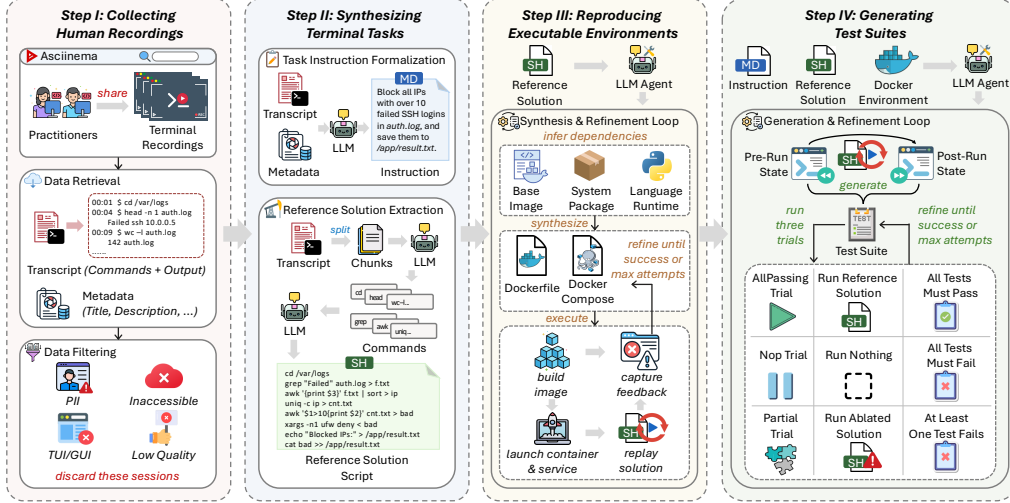 Step I: Collecting
Human Recordings
Asciinema
share
Practitioners
Terminal
Recordings
Data Retrieval
00:01 $ cd /var/logs
00:04 $ head -n 1 auth.log
Failed ssh 10.0.0.5
00:09 $ wc –l auth.log
142 auth.log
......
Transcript (Commands + Output)
Metadata
(Title, Description, ...)
Data Filtering
PII
Inaccessible
TUI/GUI
Low Quality
discard these sessions
Step II: Synthesizing
Terminal Tasks
Task Instruction Formalization
Transcript
Metadata
LLM
MD
Block all IPs
with over 10
failed SSH logins
in auth.log, and
save them to
/app/result.txt.
Instruction
Reference Solution Extraction
split
Transcript
Chunks
LLM
cd
head
wc–l...
grep
awk
uniq...
LLM
Commands
SH
cd /var/logs
grep "Failed" auth.log > f.txt
awk '{print $3}' f.txt | sort > ip
uniq -c ip > cnt.txt
awk '$1>10{print $2}' cnt.txt > bad
xargs -n1 ufw deny < bad
echo "Blocked IPs:" > /app/result.txt
cat bad >> /app/result.txt
Reference Solution
Script
Step III: Reproducing
Executable Environments
SH
Reference
Solution
LLM Agent
Synthesis & Refinement Loop
infer dependencies
Base
Image
System
Package
Language
Runtime
synthesize
Dockerfile
Docker
Compose
refine until
success or
max attempts
execute
build
image
capture
feedback
launch container
& service
SH
replay
solution
Step IV: Generating
Test Suites
MD
Instruction
SH
Reference
Solution
Docker
Environment
LLM Agent
Generation & Refinement Loop
Pre-Run
State
SH
Post-Run
State
generate
run
three
trials
TEST
Test Suite
refine until
success or
max attempts
AllPassing
Trial
Run Reference
Solution
SH
All Tests
Must Pass
Nop Trial
Run Nothing
All Tests
Must Fail
Partial
Trial
Run Ablated
Solution
SH
At Least
One Test Fails